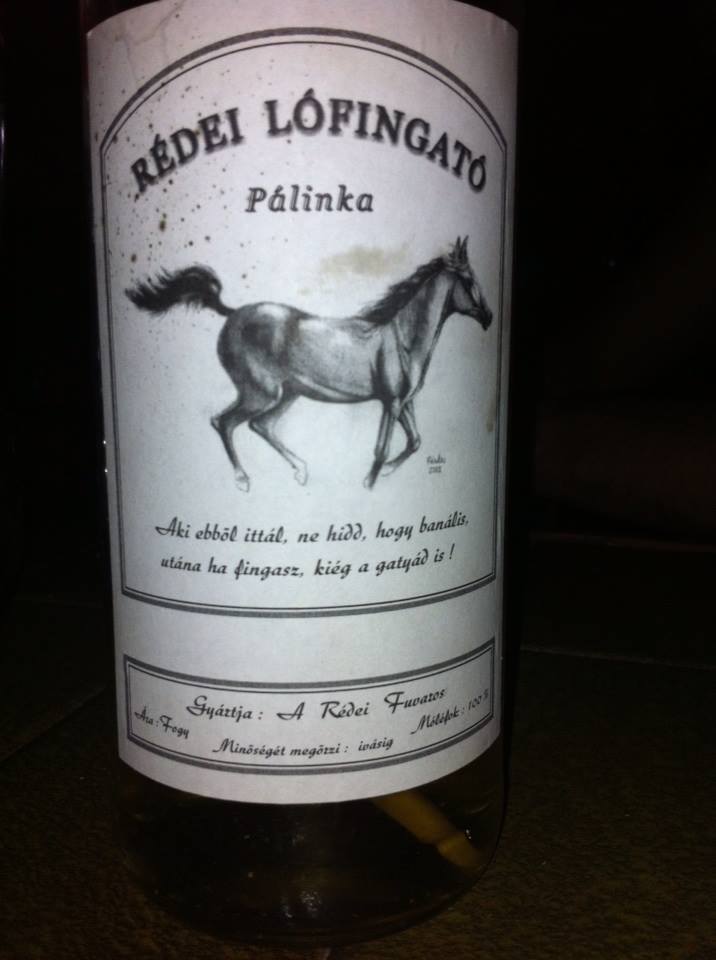 RÉDEI LÓFINGATÓ
Pálinka
Aki ebből ittál, ne hidd, hogy banális,
utána ha fingasz, kiég a gatyád is !
Gyártja : A Rédei Fuvaros
Ára : Fogy
Minőségét megőrzi : ivásig
Máléfok : 100 %